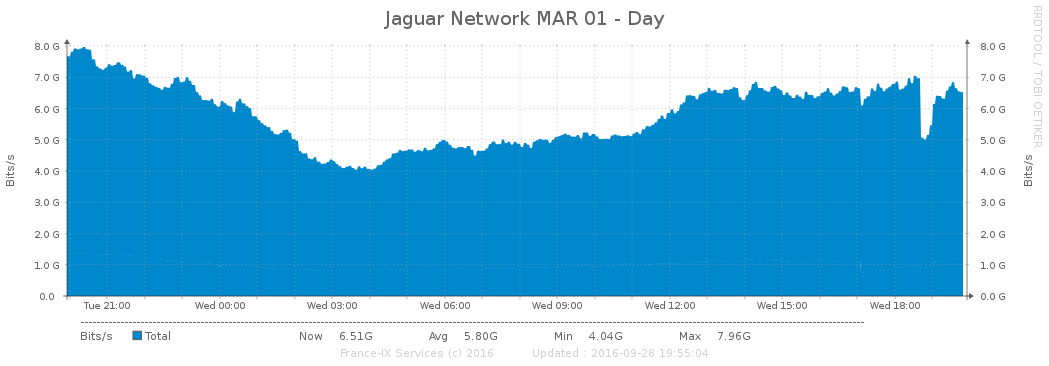 Jaguar Network MAR 01 - Day
RRDTOOL / TOBI OETIKER
Bits/s
8.0 G 8.0 G
7.0 G 7.0 G
6.0 G 6.0 G
5.0 G 5.0 G
4.0 G 4.0 G
3.0 G 3.0 G
2.0 G 2.0 G
1.0 G 1.0 G
0.0 0.0 G
Bits/s
Tue 21:00 Wed 00:00 Wed 03:00 Wed 06:00 Wed 09:00 Wed 12:00 Wed 15:00 Wed 18:00
Bits/s Total Now 6.51G Avg 5.80G Min 4.04G Max 7.96G
France-IX Services (c) 2016 Updated : 2016-09-28 19:55:04